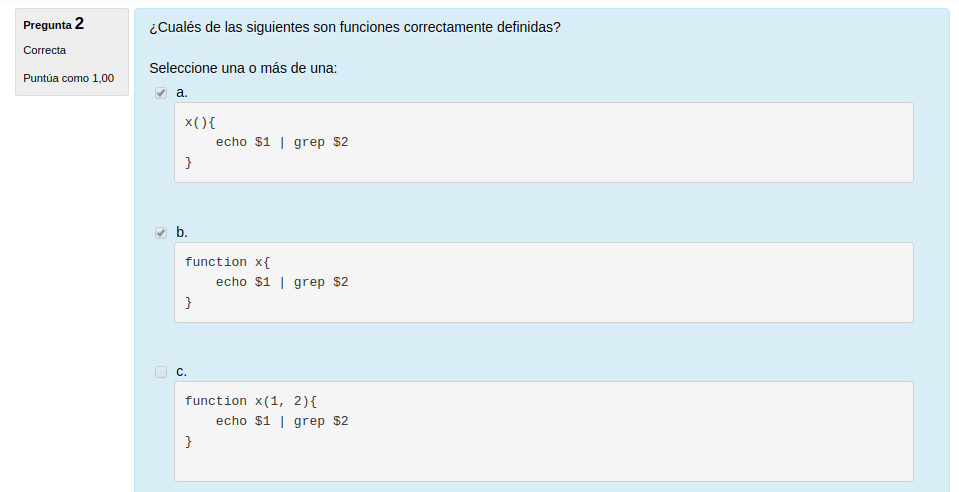 Pregunta 2
Correcta
Puntúa como 1,00
¿Cualés de las siguientes son funciones correctamente definidas?
Seleccione una o más de una:
a.
x(){
    echo $1 | grep $2
}
b.
function x{
    echo $1 | grep $2
}
c.
function x(1, 2){
    echo $1 | grep $2
}